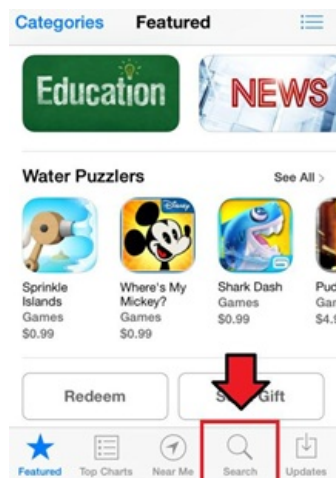 Categories Featured
Education
NEWS
Water Puzzlers See All >
Disney
Sprinkle Islands
Games
$0.99
Where's My Mickey?
Games
$0.99
Shark Dash
Games
$0.99
Redeem
Gift
Featured Top Charts Near Me Search Updates